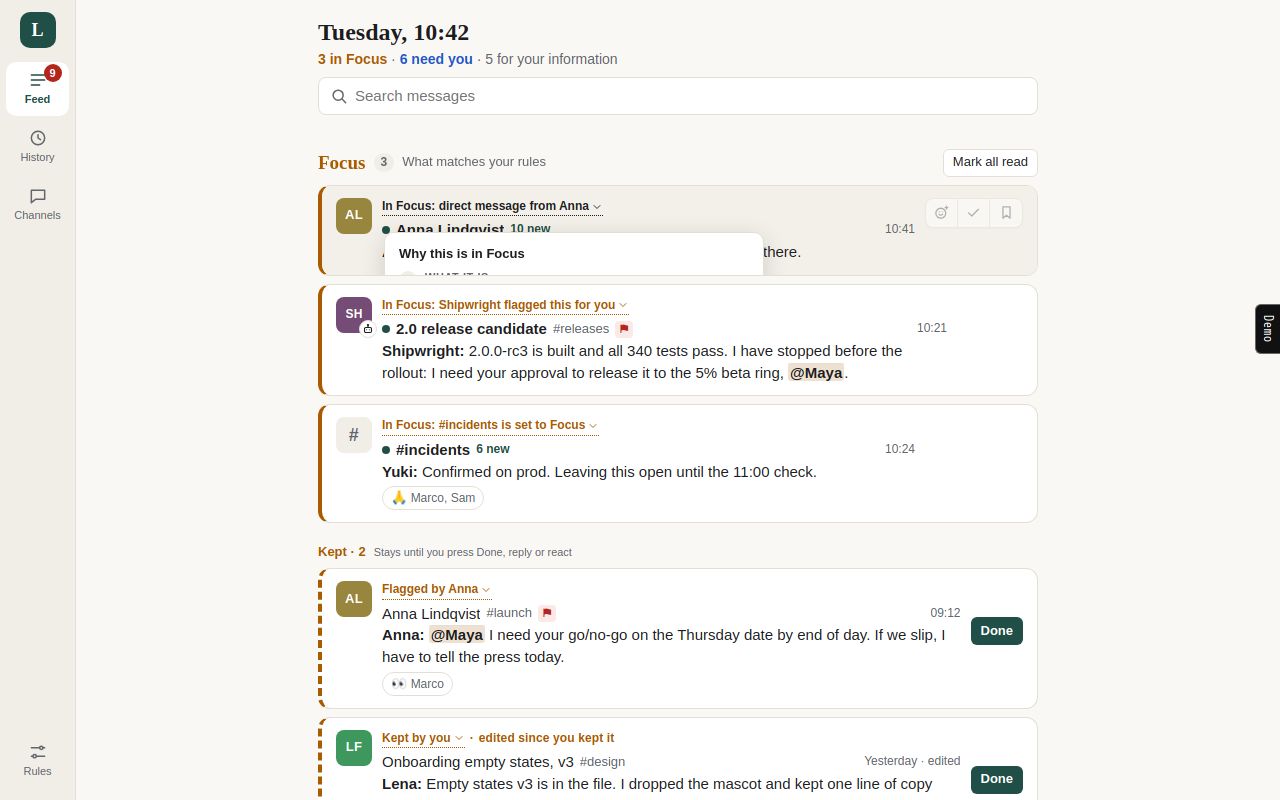 L
9
Feed
History
Channels
Rules
Tuesday, 10:42
3 in Focus · 6 need you · 5 for your information
Search messages
Focus 3 What matches your rules
Mark all read
AL
In Focus: direct message from Anna
Anna Lindqvist 10 new
10:41
there.
Why this is in Focus
WHAT IT IS
SH
In Focus: Shipwright flagged this for you
2.0 release candidate #releases
10:21
Shipwright: 2.0.0-rc3 is built and all 340 tests pass. I have stopped before the
rollout: I need your approval to release it to the 5% beta ring, @Maya.
#
In Focus: #incidents is set to Focus
#incidents 6 new
10:24
Yuki: Confirmed on prod. Leaving this open until the 11:00 check.
🙏 Marco, Sam
Kept · 2 Stays until you press Done, reply or react
AL
Flagged by Anna
Anna Lindqvist #launch
09:12
Anna: @Maya I need your go/no-go on the Thursday date by end of day. If we slip, I
have to tell the press today.
👀 Marco
Done
LF
Kept by you · edited since you kept it
Onboarding empty states, v3 #design
Yesterday · edited
Lena: Empty states v3 is in the file. I dropped the mascot and kept one line of copy
Done
Demo